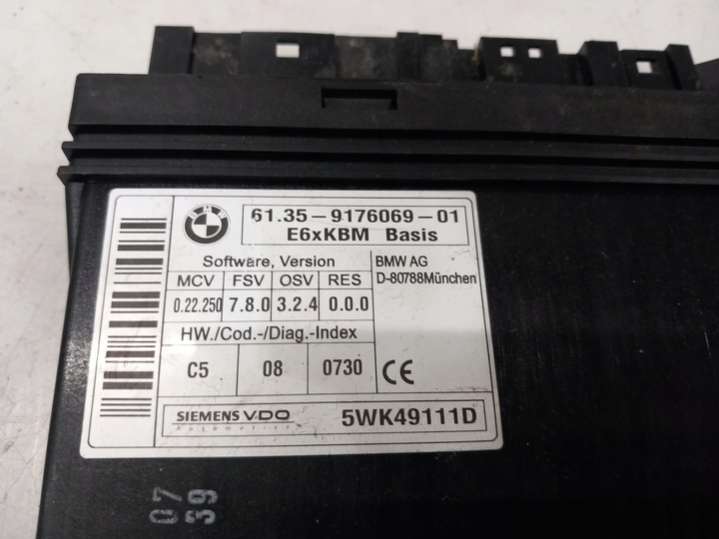 BMW
61.35-9176069-01
E6xKBM Basis
Software, Version
BMW AG
D-80788München
MCV FSV OSV RES
0.22.250 7.8.0 3.2.4 0.0.0
HW./Cod.-/Diag.-Index
C5 08 0730
CE
SIEMENS VDO
Automotive
5WK49111D
07
39